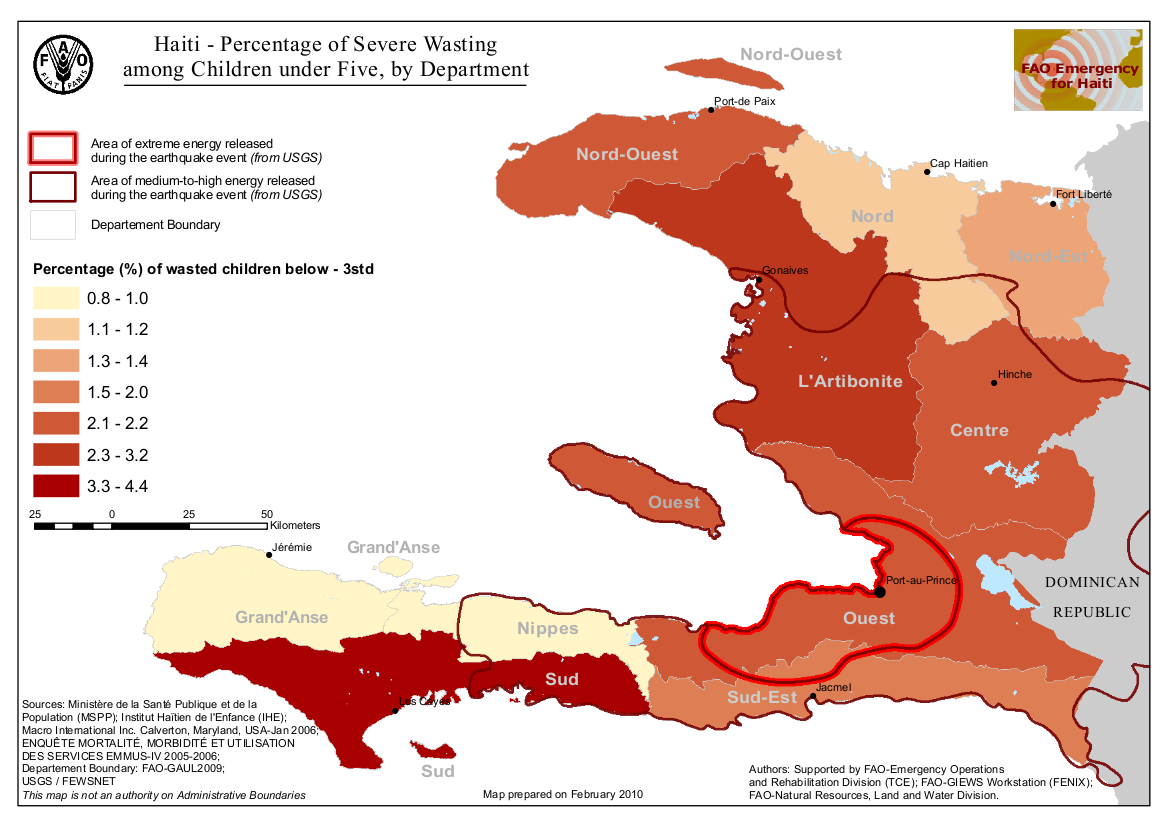 F A O
FIAT PANIS
Haiti - Percentage of Severe Wasting
among Children under Five, by Department
FAO Emergency
for Haiti
Area of extreme energy released
during the earthquake event (from USGS)
Area of medium-to-high energy released
during the earthquake event (from USGS)
Departement Boundary
Percentage (%) of wasted children below - 3std
0.8 - 1.0
1.1 - 1.2
1.3 - 1.4
1.5 - 2.0
2.1 - 2.2
2.3 - 3.2
3.3 - 4.4
25 0 25 50
Kilometers
Nord-Ouest
Port-de Paix
Nord-Ouest
Cap Haitien
Fort Liberté
Nord
Nord-Est
Gonaives
L'Artibonite
Hinche
Centre
Ouest
Jérémie
Grand'Anse
Port-au-Prince
DOMINICAN
REPUBLIC
Grand'Anse
Nippes
Ouest
Sud
Sud-Est
Jacmel
Les Cayes
Sud
Sources: Ministère de la Santé Publique et de la
Population (MSPP); Institut Haïtien de l'Enfance (IHE);
Macro International Inc. Calverton, Maryland, USA-Jan 2006;
ENQUÊTE MORTALITÉ, MORBIDITÉ ET UTILISATION
DES SERVICES EMMUS-IV 2005-2006;
Departement Boundary: FAO-GAUL2009;
USGS / FEWSNET
This map is not an authority on Administrative Boundaries
Map prepared on February 2010
Authors: Supported by FAO-Emergency Operations
and Rehabilitation Division (TCE); FAO-GIEWS Workstation (FENIX);
FAO-Natural Resources, Land and Water Division.